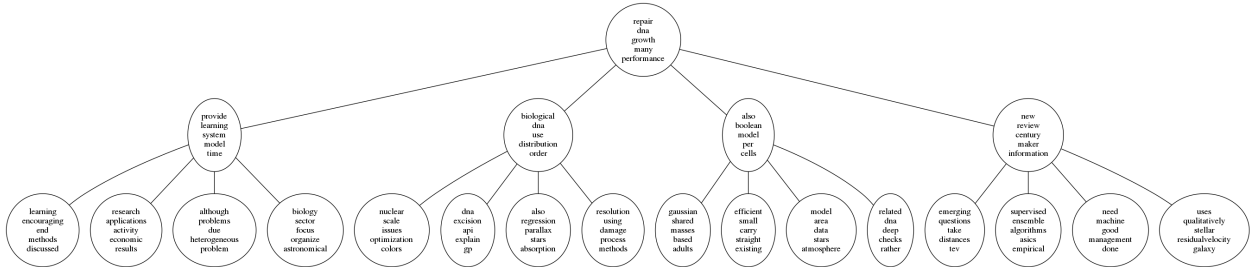 repair
dna
growth
many
performance
provide
learning
system
model
time
biological
dna
use
distribution
order
also
boolean
model
per
cells
new
review
century
maker
information
learning
encouraging
end
methods
discussed
research
applications
activity
economic
results
although
problems
due
heterogeneous
problem
biology
sector
focus
organize
astronomical
nuclear
scale
issues
optimization
colors
dna
excision
api
explain
gp
also
regression
parallax
stars
absorption
resolution
using
damage
process
methods
gaussian
shared
masses
based
adults
efficient
small
carry
straight
existing
model
area
data
stars
atmosphere
related
dna
deep
checks
rather
emerging
questions
take
distances
tev
supervised
ensemble
algorithms
asics
empirical
need
machine
good
management
done
uses
qualitatively
stellar
residualvelocity
galaxy